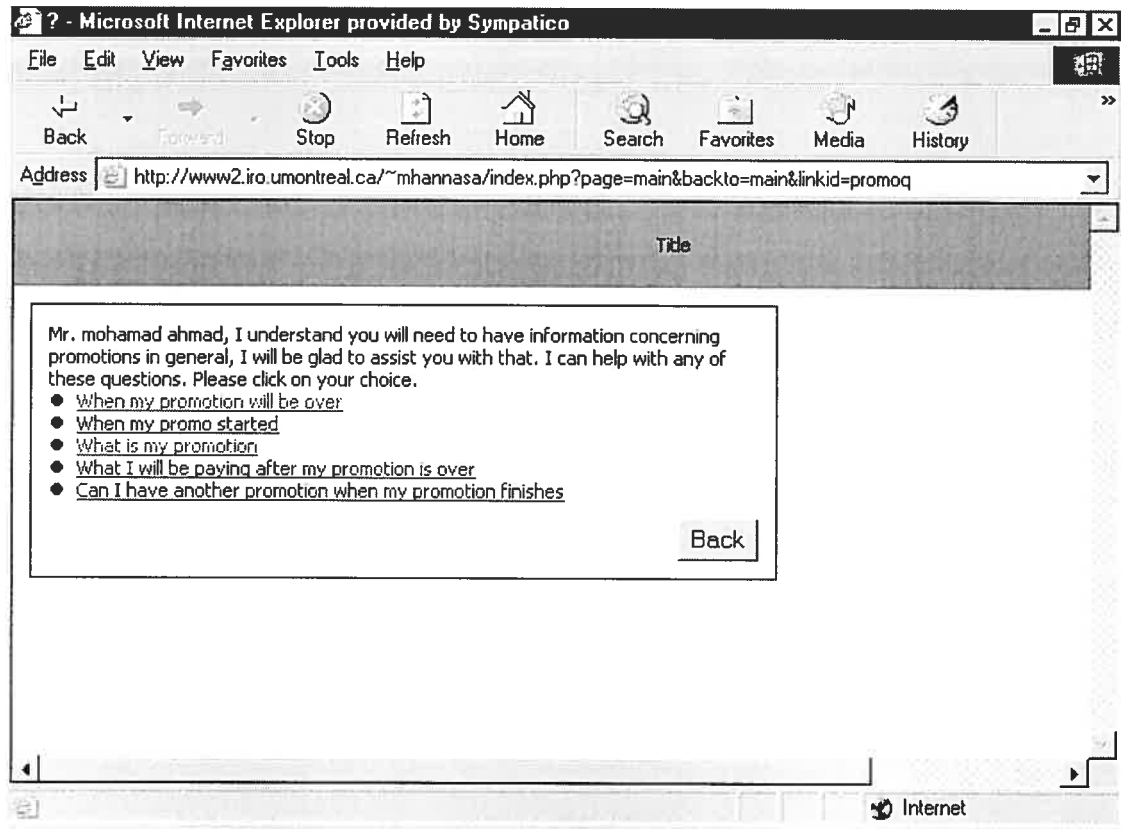 ? - Microsoft Internet Explorer provided by Sympatico
File Edit View Favorites Tools Help
Back Forward Stop Refresh Home Search Favorites Media History
Address http://www2.iro.umontreal.ca/~mhannasa/index.php?page=main&backto=main&linkid=promoq
Title
Mr. mohamad ahmad, I understand you will need to have information concerning
promotions in general, I will be glad to assist you with that. I can help with any of
these questions. Please click on your choice.
When my promotion will be over
When my promo started
What is my promotion
What I will be paying after my promotion is over
Can I have another promotion when my promotion finishes
Back
Internet